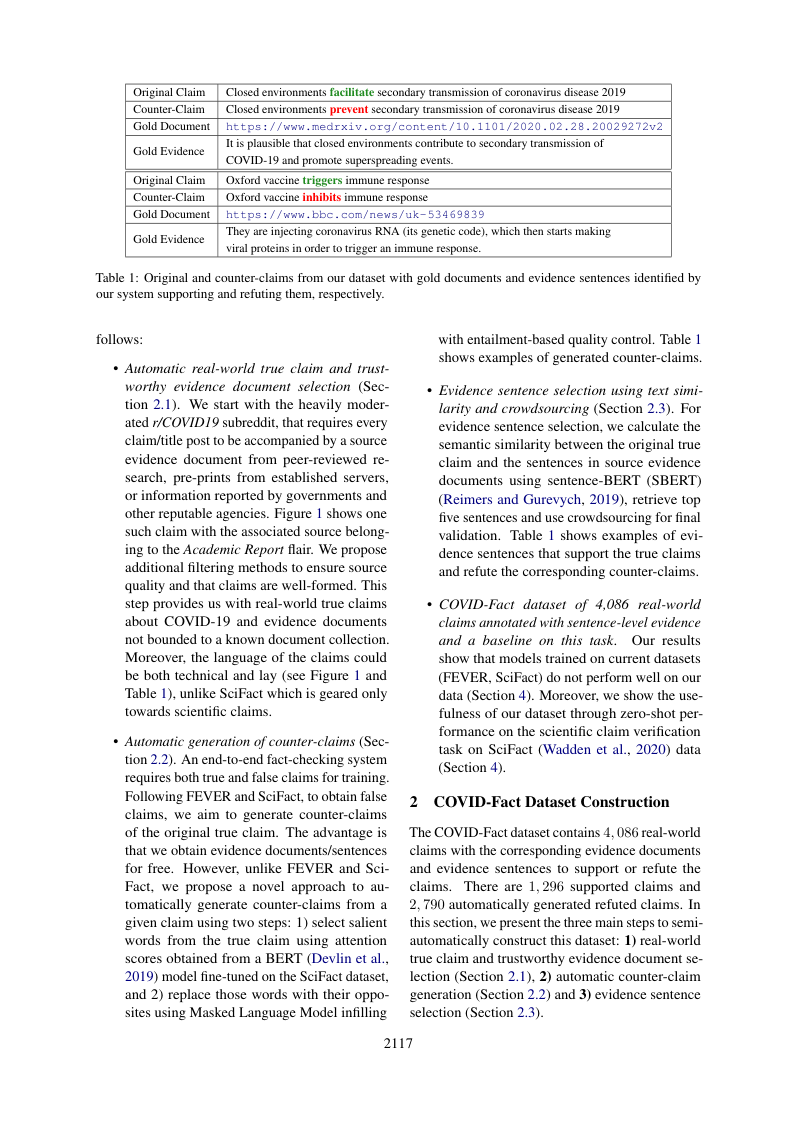 Original Claim Closed environments facilitate secondary transmission of coronavirus disease 2019
Counter-Claim Closed environments prevent secondary transmission of coronavirus disease 2019
Gold Document https://www.medrxiv.org/content/10.1101/2020.02.28.20029272v2
Gold Evidence It is plausible that closed environments contribute to secondary transmission of
COVID-19 and promote superspreading events.
Original Claim Oxford vaccine triggers immune response
Counter-Claim Oxford vaccine inhibits immune response
Gold Document https://www.bbc.com/news/uk-53469839
Gold Evidence They are injecting coronavirus RNA (its genetic code), which then starts making
viral proteins in order to trigger an immune response.
Table 1: Original and counter-claims from our dataset with gold documents and evidence sentences identified by
our system supporting and refuting them, respectively.
follows:
• Automatic real-world true claim and trust-
worthy evidence document selection (Sec-
tion 2.1). We start with the heavily moder-
ated r/COVID19 subreddit, that requires every
claim/title post to be accompanied by a source
evidence document from peer-reviewed re-
search, pre-prints from established servers,
or information reported by governments and
other reputable agencies. Figure 1 shows one
such claim with the associated source belong-
ing to the Academic Report flair. We propose
additional filtering methods to ensure source
quality and that claims are well-formed. This
step provides us with real-world true claims
about COVID-19 and evidence documents
not bounded to a known document collection.
Moreover, the language of the claims could
be both technical and lay (see Figure 1 and
Table 1), unlike SciFact which is geared only
towards scientific claims.
• Automatic generation of counter-claims (Sec-
tion 2.2). An end-to-end fact-checking system
requires both true and false claims for training.
Following FEVER and SciFact, to obtain false
claims, we aim to generate counter-claims
of the original true claim. The advantage is
that we obtain evidence documents/sentences
for free. However, unlike FEVER and Sci-
Fact, we propose a novel approach to au-
tomatically generate counter-claims from a
given claim using two steps: 1) select salient
words from the true claim using attention
scores obtained from a BERT (Devlin et al.,
2019) model fine-tuned on the SciFact dataset,
and 2) replace those words with their oppo-
sites using Masked Language Model infilling
with entailment-based quality control. Table 1
shows examples of generated counter-claims.
• Evidence sentence selection using text simi-
larity and crowdsourcing (Section 2.3). For
evidence sentence selection, we calculate the
semantic similarity between the original true
claim and the sentences in source evidence
documents using sentence-BERT (SBERT)
(Reimers and Gurevych, 2019), retrieve top
five sentences and use crowdsourcing for final
validation. Table 1 shows examples of evi-
dence sentences that support the true claims
and refute the corresponding counter-claims.
• COVID-Fact dataset of 4,086 real-world
claims annotated with sentence-level evidence
and a baseline on this task. Our results
show that models trained on current datasets
(FEVER, SciFact) do not perform well on our
data (Section 4). Moreover, we show the use-
fulness of our dataset through zero-shot per-
formance on the scientific claim verification
task on SciFact (Wadden et al., 2020) data
(Section 4).
2 COVID-Fact Dataset Construction
The COVID-Fact dataset contains 4, 086 real-world
claims with the corresponding evidence documents
and evidence sentences to support or refute the
claims. There are 1, 296 supported claims and
2, 790 automatically generated refuted claims. In
this section, we present the three main steps to semi-
automatically construct this dataset: 1) real-world
true claim and trustworthy evidence document se-
lection (Section 2.1), 2) automatic counter-claim
generation (Section 2.2) and 3) evidence sentence
selection (Section 2.3).
2117